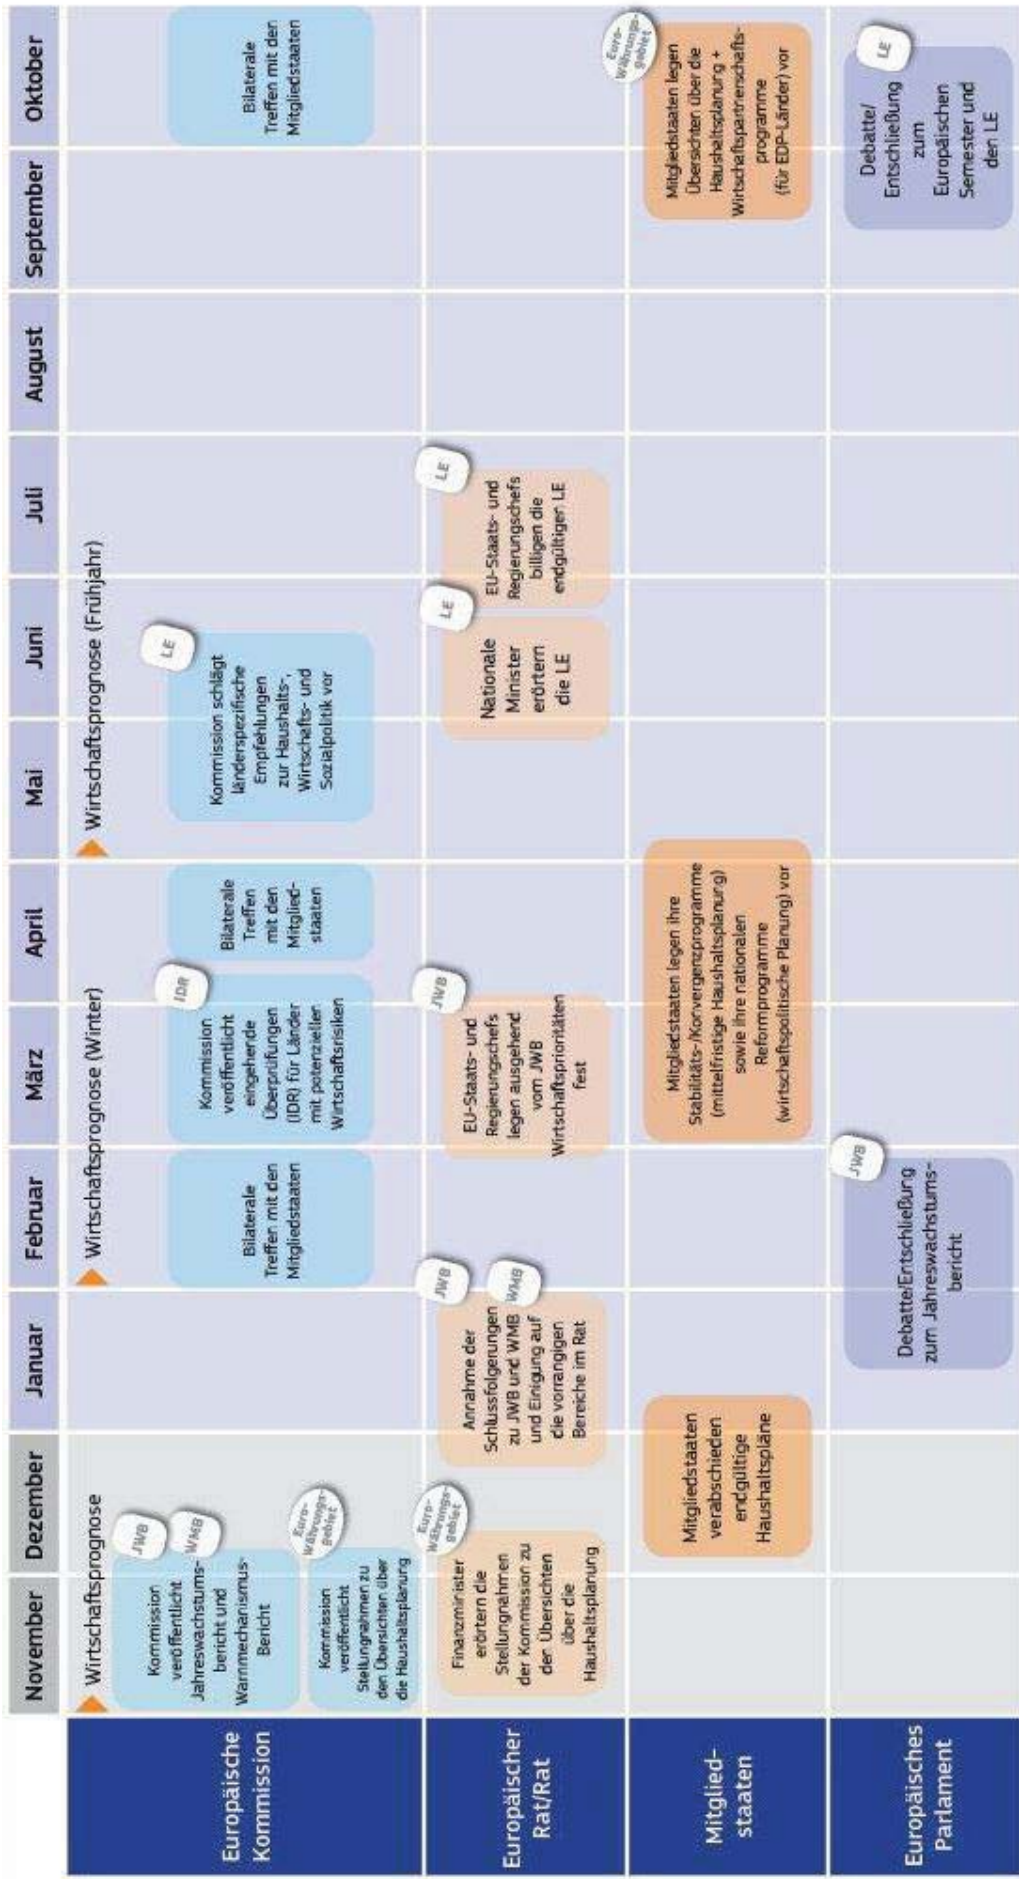 November
Dezember
Januar
Februar
März
April
Mai
Juni
Juli
August
September
Oktober
Europäische
Kommission
Wirtschaftsprognose
Wirtschaftsprognose (Winter)
Wirtschaftsprognose (Frühjahr)
Kommission
veröffentlicht
Jahreswachstums-
bericht und
Warnmechanismus-
Bericht
JWB
WMB
Kommission
veröffentlicht
Stellungnahmen zu
den Übersichten über
die Haushaltsplanung
Euro-
Währungs-
gebiet
Bilaterale
Treffen mit den
Mitgliedstaaten
Kommission
veröffentlicht
eingehende
Überprüfungen
(IDR) für Länder
mit potenziellen
Wirtschaftsrisiken
IDR
Bilaterale
Treffen
mit den
Mitglied-
staaten
Kommission schlägt
länderspezifische
Empfehlungen
zur Haushalts-,
Wirtschafts- und
Sozialpolitik vor
LE
Bilaterale
Treffen mit den
Mitgliedstaaten
Europäischer
Rat/Rat
Finanzminister
erörtern die
Stellungnahmen
der Kommission zu
den Übersichten
über die
Haushaltsplanung
Euro-
Währungs-
gebiet
Annahme der
Schlussfolgerungen
zu JWB und WMB
und Einigung auf
die vorrangigen
Bereiche im Rat
JWB
WMB
EU-Staats- und
Regierungschefs
legen ausgehend
vom JWB
Wirtschaftsprioritäten
fest
JWB
Nationale
Minister
erörtern
die LE
LE
EU-Staats- und
Regierungschefs
billigen die
endgültigen LE
LE
Mitglied-
staaten
Mitgliedstaaten
verabschieden
endgültige
Haushaltspläne
Mitgliedstaaten legen ihre
Stabilitäts-/Konvergenzprogramme
(mittelfristige Haushaltsplanung)
sowie ihre nationalen
Reformprogramme
(wirtschaftspolitische Planung) vor
Mitgliedstaaten legen
Übersichten über die
Haushaltsplanung +
Wirtschaftspartnerschafts-
programme
(für EDP-Länder) vor
Euro-
Währungs-
gebiet
Europäisches
Parlament
Debatte/Entschließung
zum Jahreswachstums-
bericht
JWB
Debatte/
Entschließung
zum
Europäischen
Semester und
den LE
LE